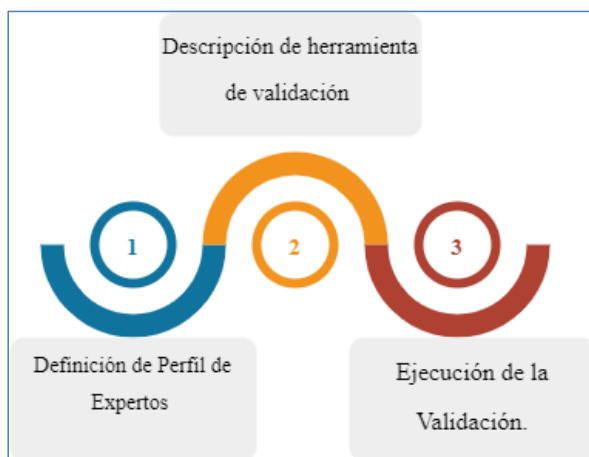 Descripción de herramienta
de validación
1
2
3
Definición de Perfil de
Expertos
Ejecución de la
Validación.